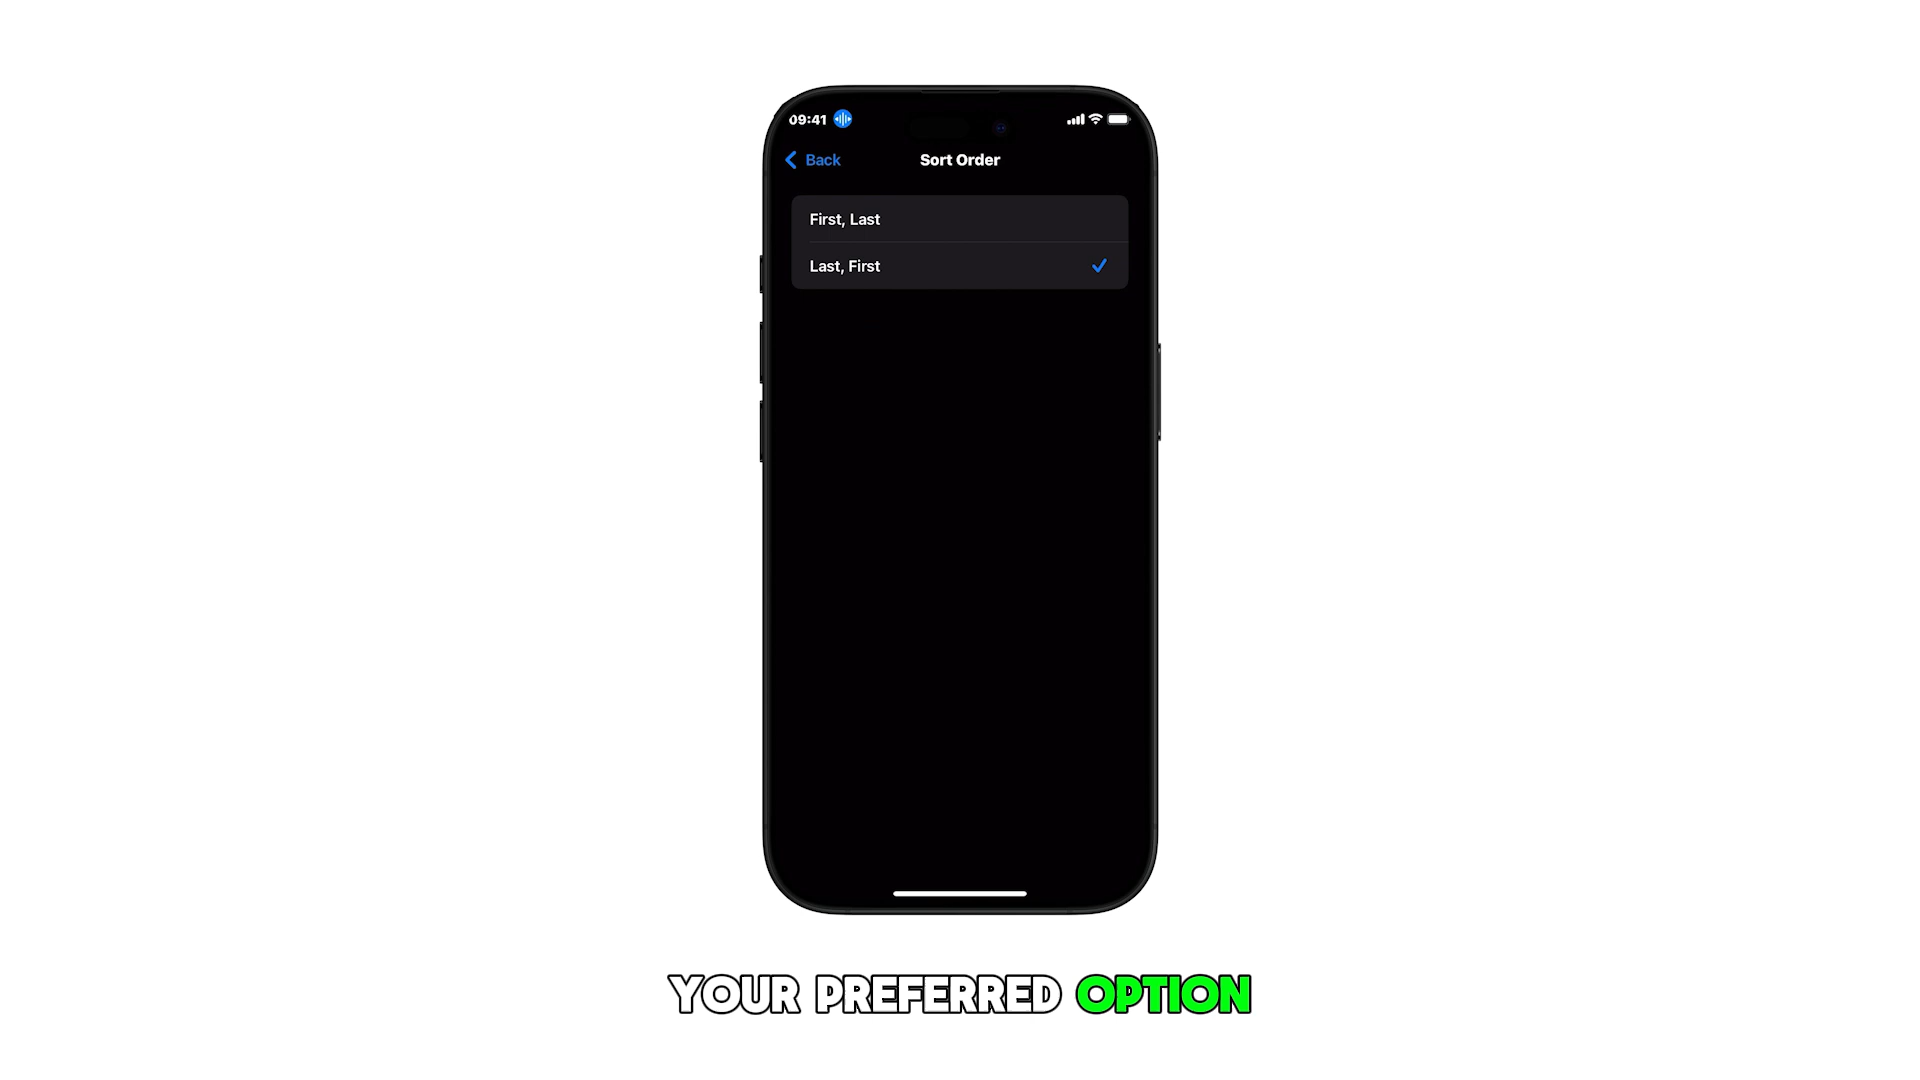 09:41
Back
Sort Order
First, Last
Last, First
YOUR PREFERRED OPTION